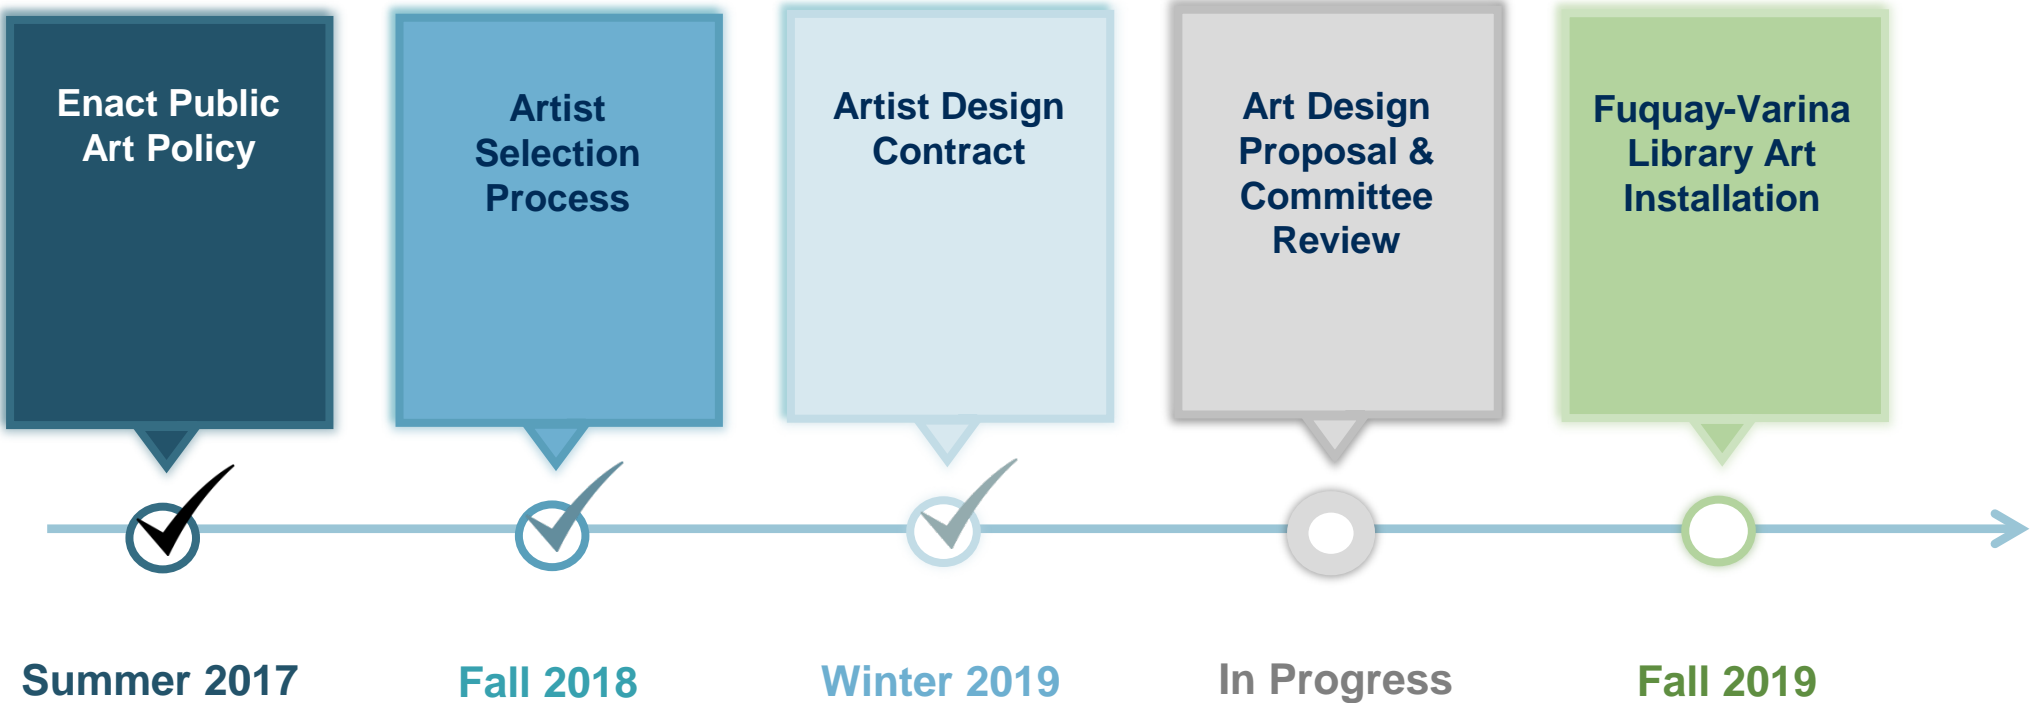 Enact Public
Art Policy
Artist
Selection
Process
Artist Design
Contract
Art Design
Proposal &
Committee
Review
Fuquay-Varina
Library Art
Installation
Summer 2017
Fall 2018
Winter 2019
In Progress
Fall 2019